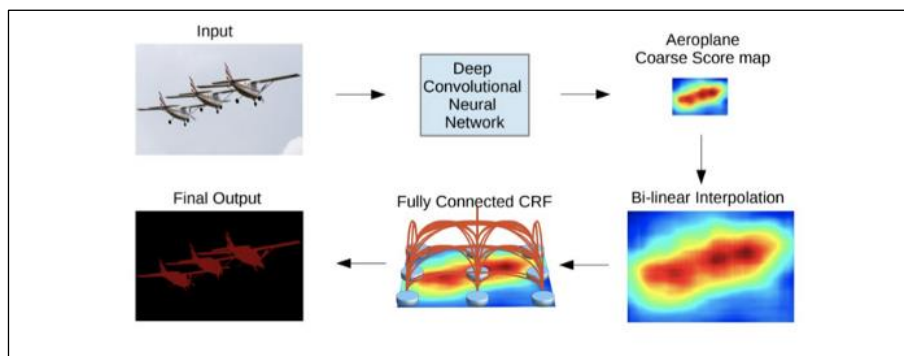 Input
Deep
Convolutional
Neural
Network
Aeroplane
Coarse Score map
Final Output
Fully Connected CRF
Bi-linear Interpolation